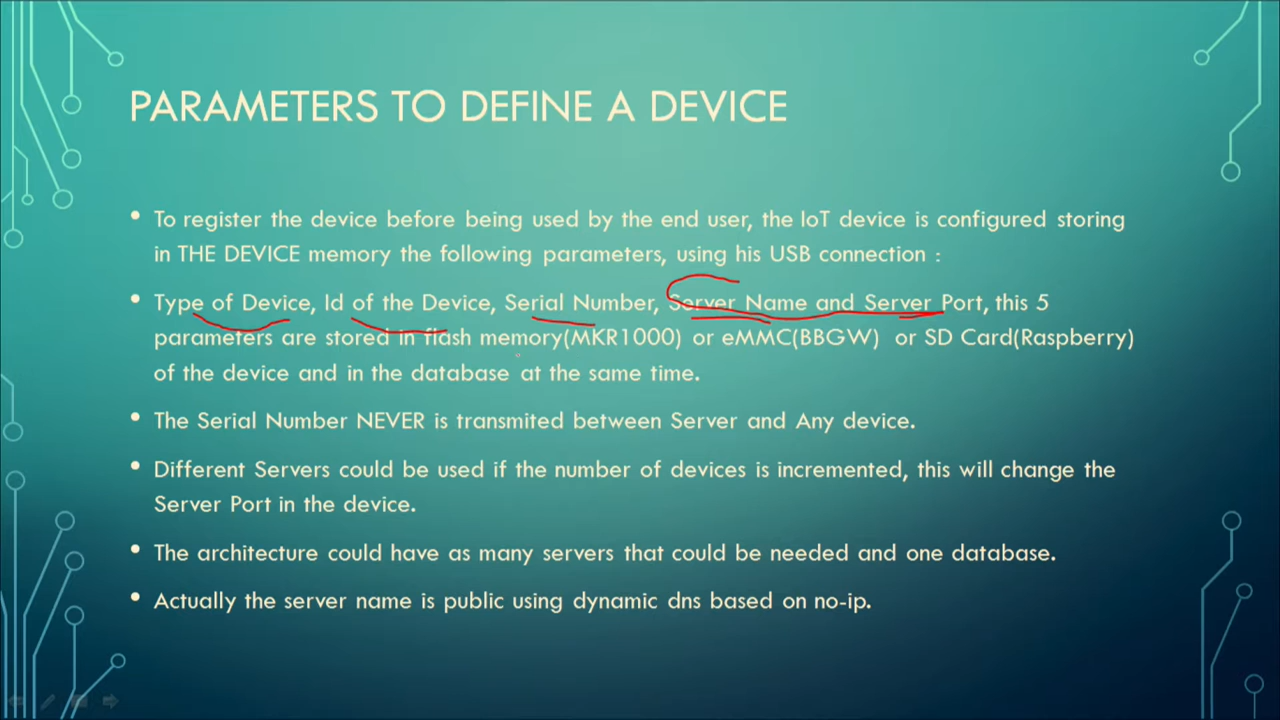 PARAMETERS TO DEFINE A DEVICE
• To register the device before being used by the end user, the IoT device is configured storing
in THE DEVICE memory the following parameters, using his USB connection :
• Type of Device, Id of the Device, Serial Number, Server Name and Server Port, this 5
parameters are stored in flash memory(MKR1000) or eMMC(BBGW) or SD Card(Raspberry)
of the device and in the database at the same time.
• The Serial Number NEVER is transmited between Server and Any device.
• Different Servers could be used if the number of devices is incremented, this will change the
Server Port in the device.
• The architecture could have as many servers that could be needed and one database.
• Actually the server name is public using dynamic dns based on no-ip.